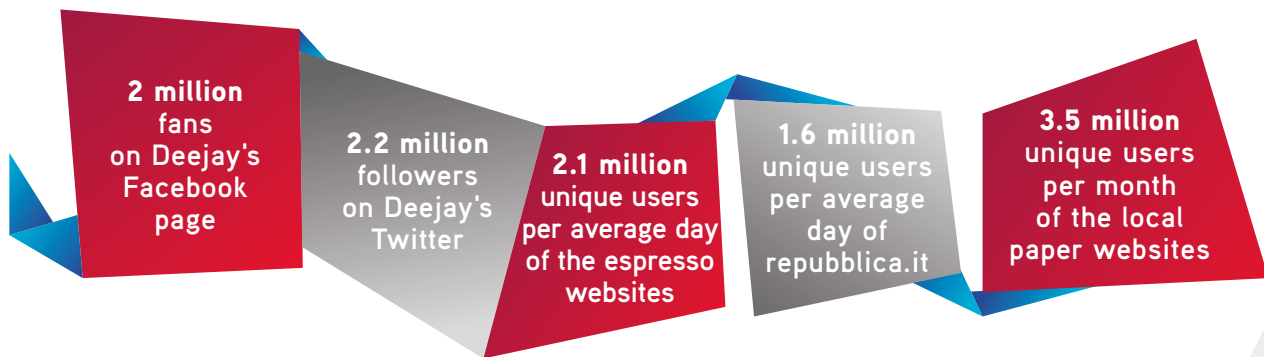 2 million
fans
on Deejay's
Facebook
page
2.2 million
followers
on Deejay's
Twitter
2.1 million
unique users
per average day
of the espresso
websites
1.6 million
unique users
per average
day of
repubblica.it
3.5 million
unique users
per month
of the local
paper websites